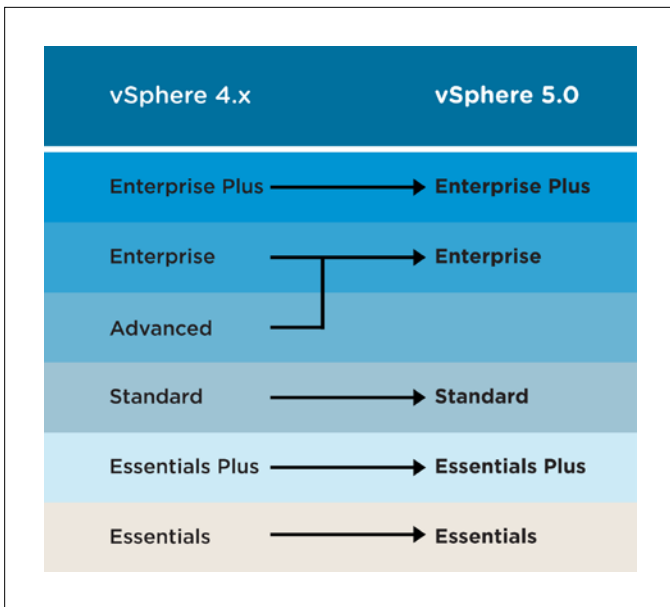 vSphere 4.x vSphere 5.0
Enterprise Plus Enterprise Plus
Enterprise Enterprise
Advanced
Standard Standard
Essentials Plus Essentials Plus
Essentials Essentials